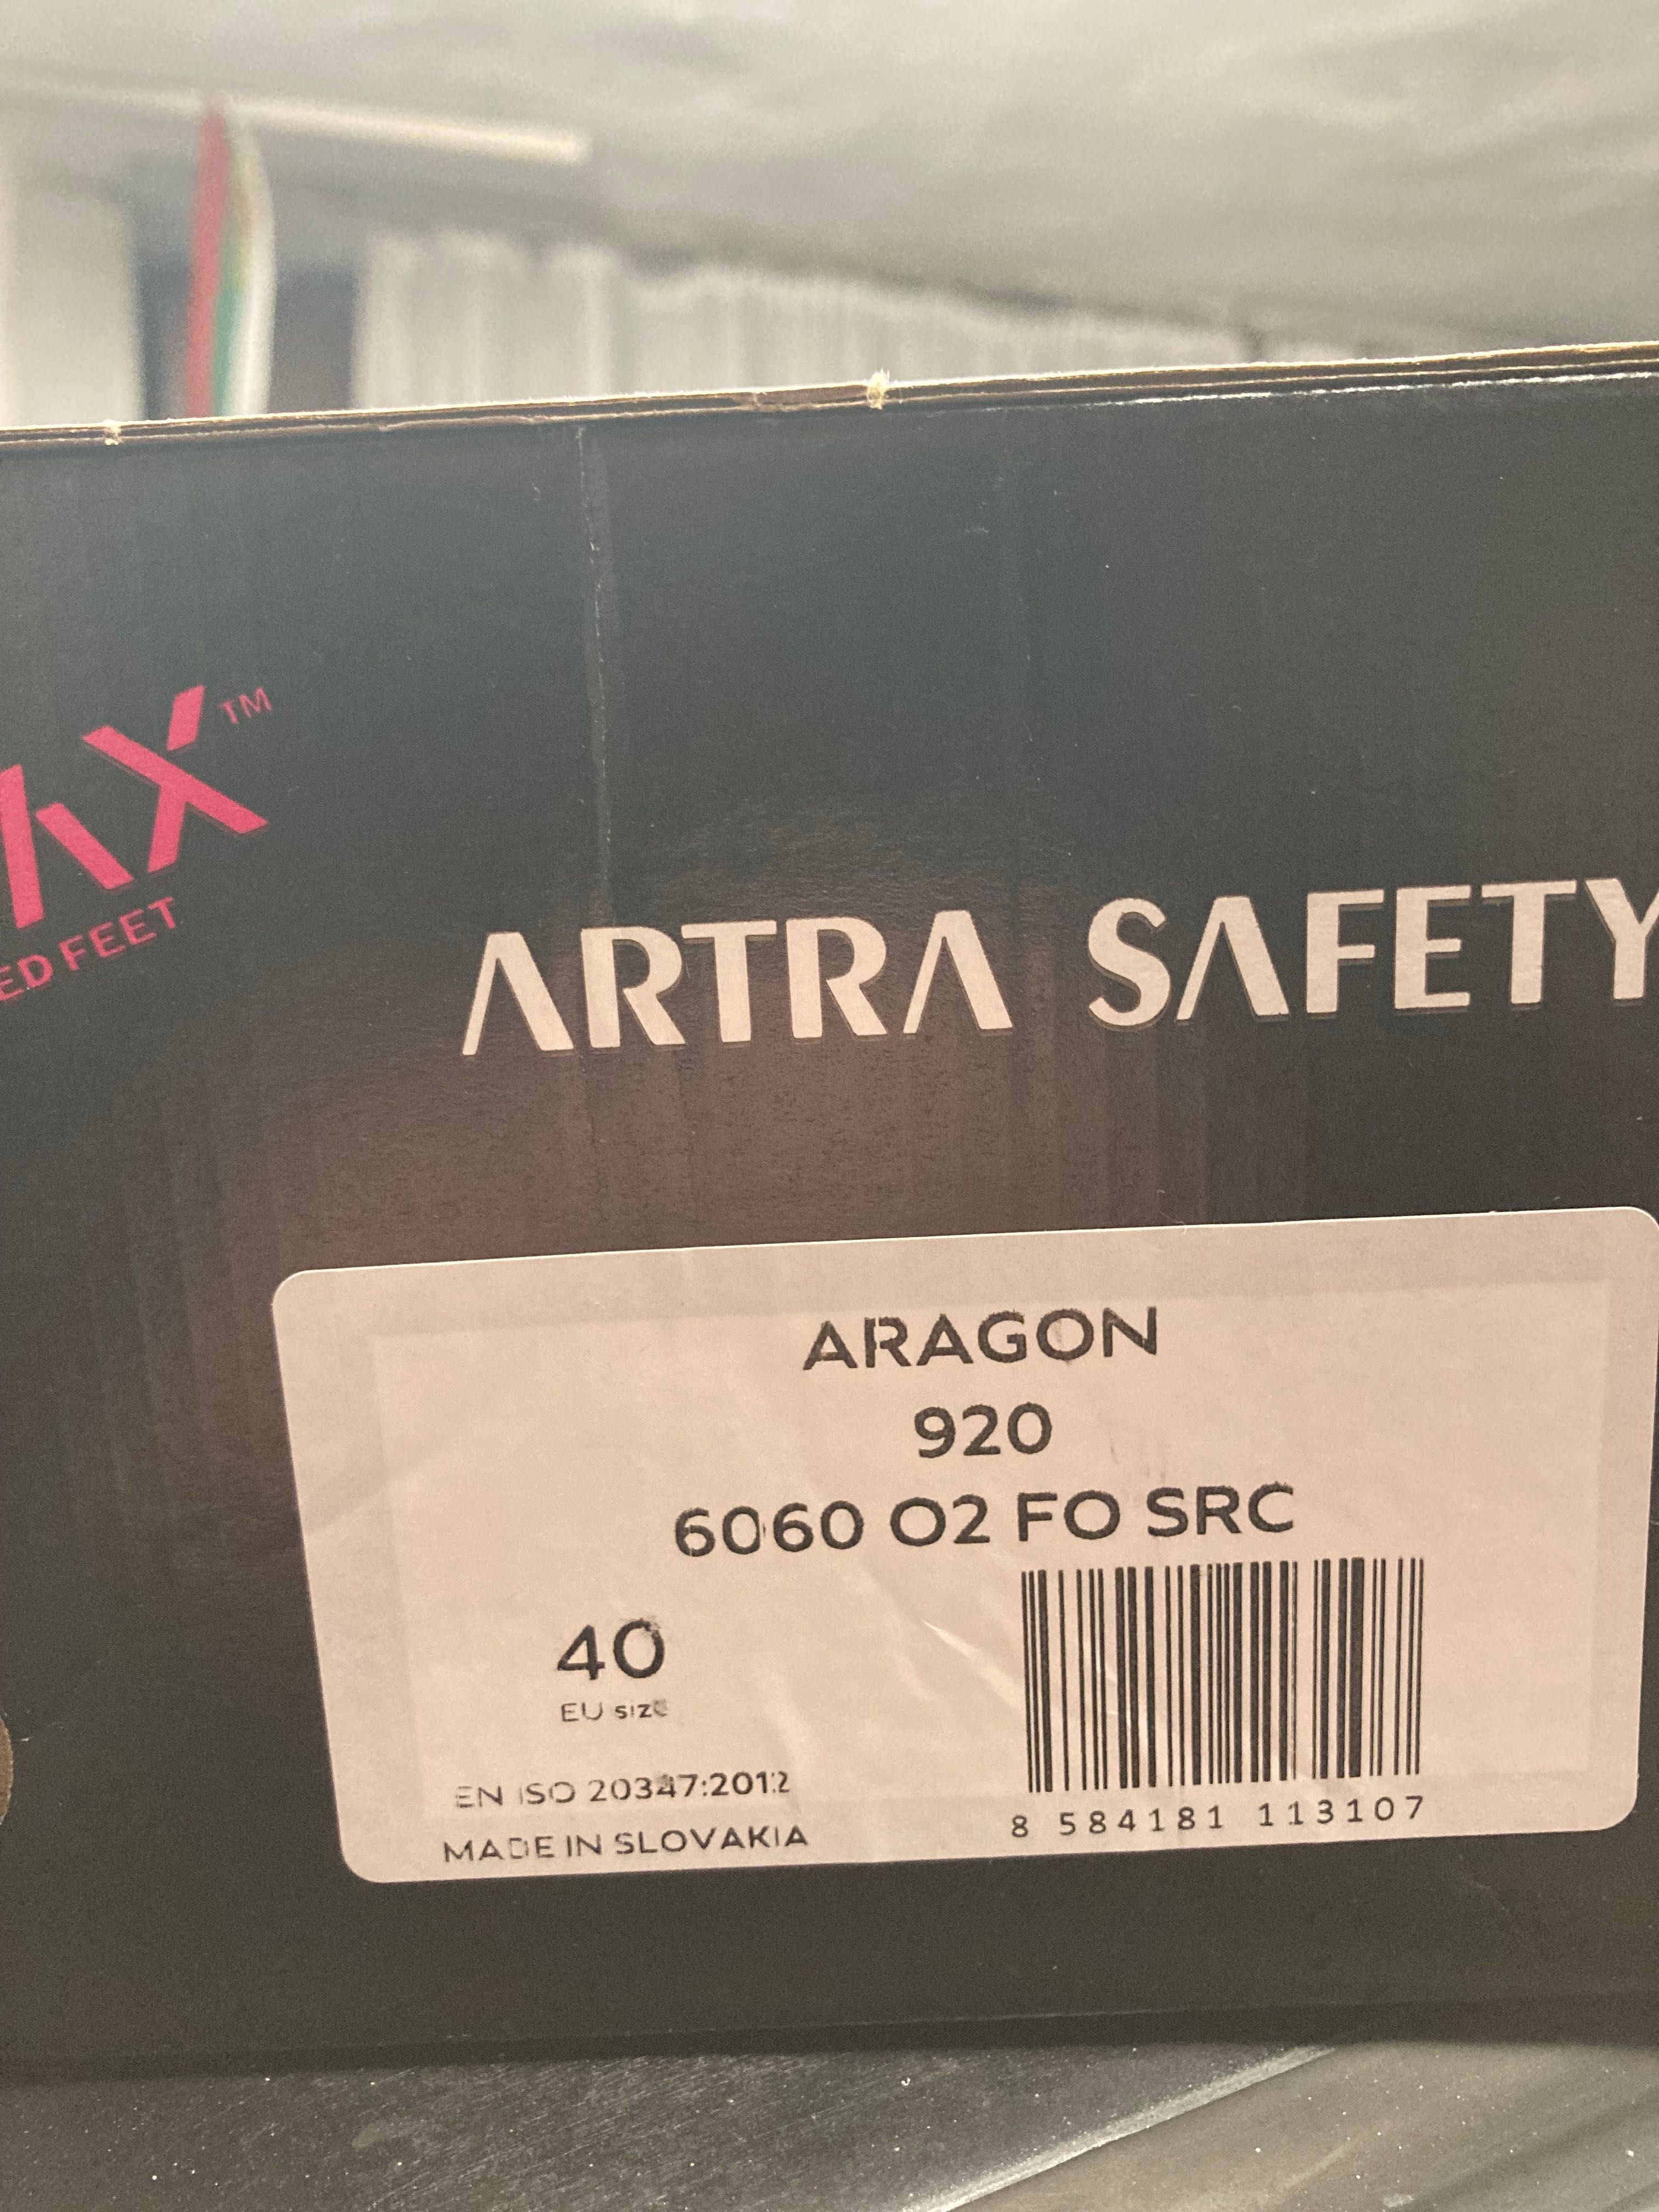 AX™
ED FEET
ARTRA SAFETY
ARAGON
920
6060 O2 FO SRC
40
EU size
EN ISO 20347:2012
MADE IN SLOVAKIA
8 584181 113107